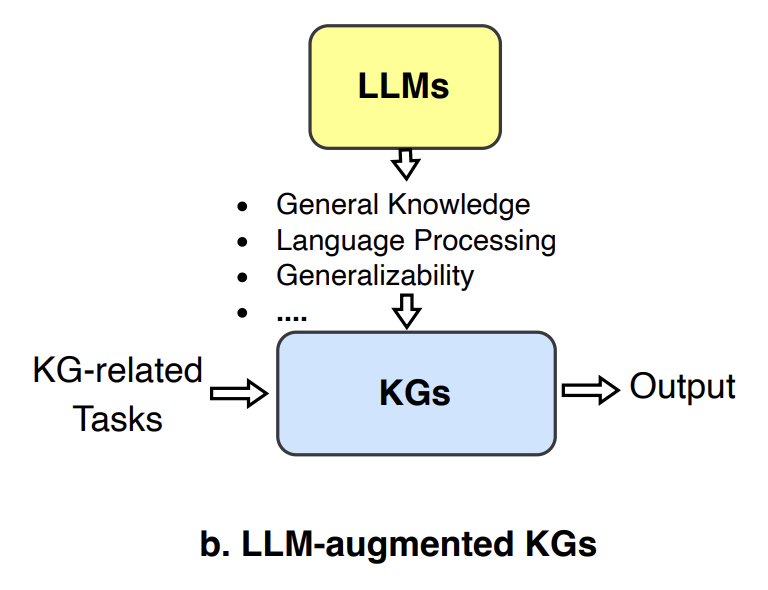 LLMs
• General Knowledge
• Language Processing
• Generalizability
• ....
KG-related
Tasks
KGs
Output
b. LLM-augmented KGs